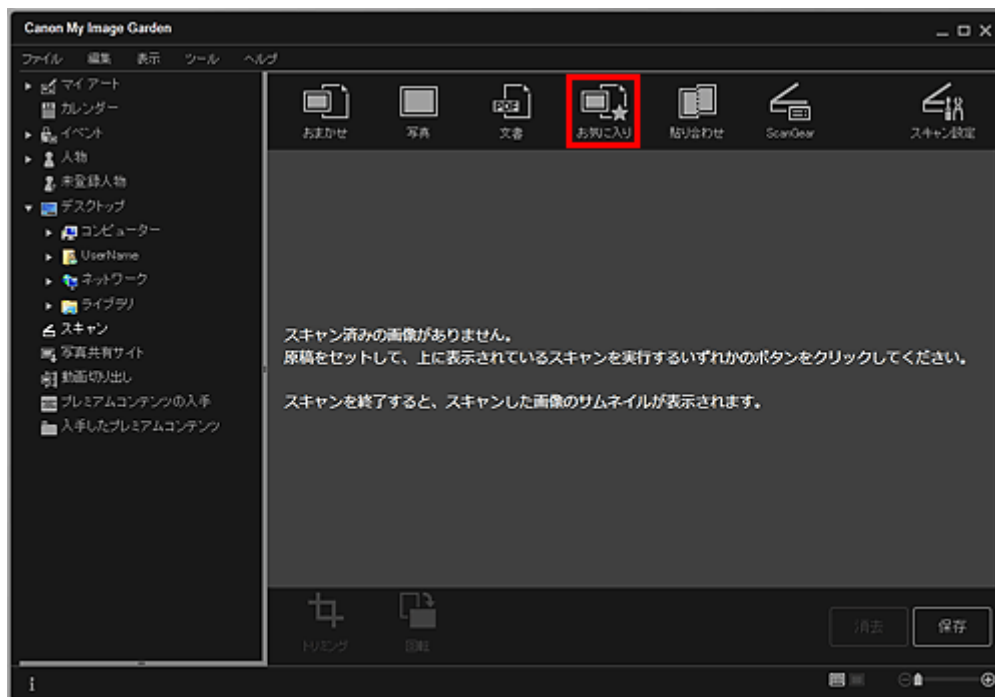 Canon My Image Garden
ファイル 編集 表示 ツール ヘルプ
マイ アート
カレンダー
イベント
人物
未登録人物
デスクトップ
コンピューター
UserName
ネットワーク
ライブラリ
スキャン
写真共有サイト
動画切り出し
プレミアムコンテンツの入手
入手したプレミアムコンテンツ
おまかせ 写真 PDF 文書 お気に入り 貼り合わせ ScanGear スキャン設定
スキャン済みの画像がありません。
原稿をセットして、上に表示されているスキャンを実行するいずれかのボタンをクリックしてください。
スキャンを終了すると、スキャンした画像のサムネイルが表示されます。
トリミング 回転 消去 保存